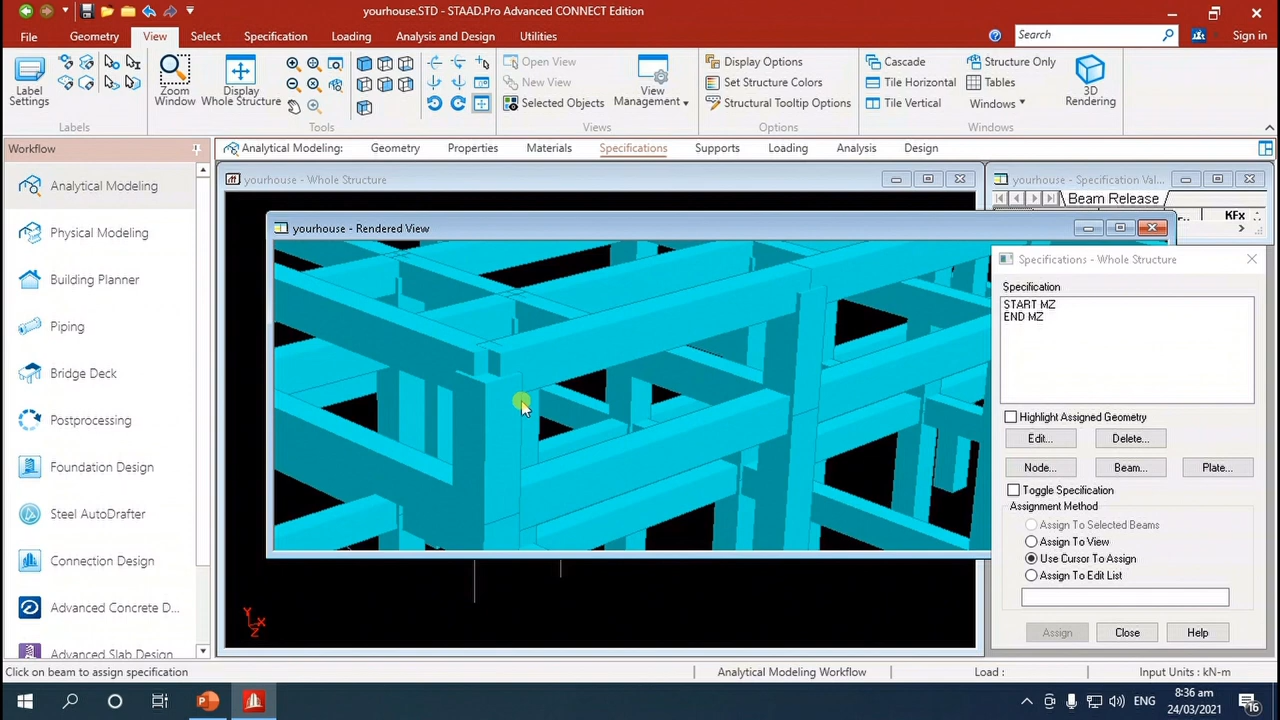 yourhouse.STD - STAAD.Pro Advanced CONNECT Edition
File Geometry View Select Specification Loading Analysis and Design Utilities Search Sign in
Label
Settings
Labels
Zoom
Window
Display
Whole Structure
Tools
Open View
New View
Selected Objects
View
Management
Views
Display Options
Set Structure Colors
Structural Tooltip Options
Options
Cascade
Tile Horizontal
Tile Vertical
Structure Only
Tables
Windows
Windows
3D
Rendering
Workflow
Analytical Modeling: Geometry Properties Materials Specifications Supports Loading Analysis Design
Analytical Modeling
Physical Modeling
Building Planner
Piping
Bridge Deck
Postprocessing
Foundation Design
Steel AutoDrafter
Connection Design
Advanced Concrete D...
Advanced Slab Design
yourhouse - Whole Structure
yourhouse - Specification Val...
Beam Release
KFx
yourhouse - Rendered View
Y
X
Z
Specifications - Whole Structure
Specification
START MZ
END MZ
Highlight Assigned Geometry
Edit... Delete...
Node... Beam... Plate...
Toggle Specification
Assignment Method
Assign To Selected Beams
Assign To View
Use Cursor To Assign
Assign To Edit List
Assign Close Help
Click on beam to assign specification Analytical Modeling Workflow Load : Input Units : kN-m
ENG
8:36 am
24/03/2021
16